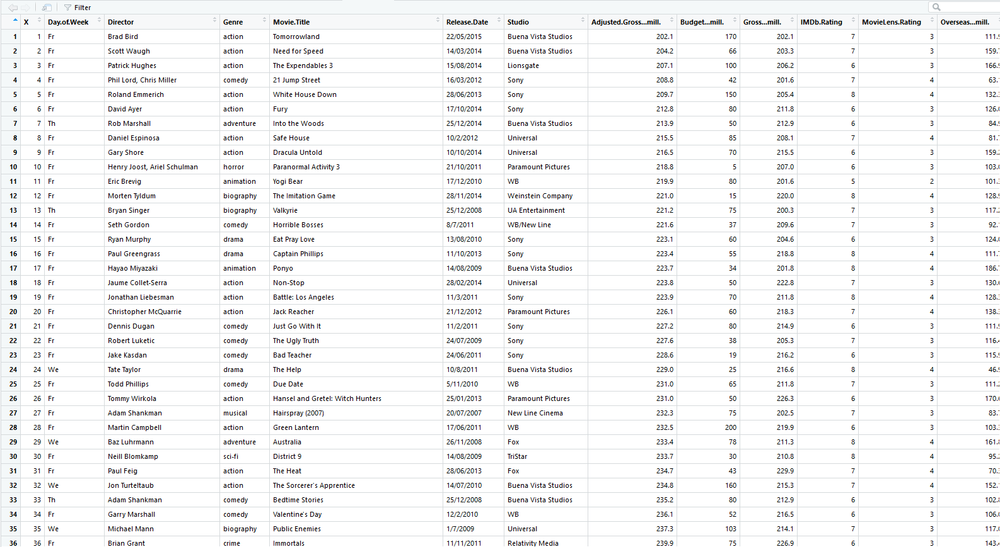 Filter
X Day.of.Week Director Genre Movie.Title Release.Date Studio Adjusted.Gross...mill. Budget...mill. Gross...mill. IMDb.Rating MovieLens.Rating Overseas...mill.
1 1 Fr Brad Bird action Tomorrowland 22/05/2015 Buena Vista Studios 202.1 170 202.1 7 3 111.9
2 2 Fr Scott Waugh action Need for Speed 14/03/2014 Buena Vista Studios 204.2 66 203.3 7 3 159.
3 3 Fr Patrick Hughes action The Expendables 3 15/08/2014 Lionsgate 207.1 100 206.2 6 3 166.9
4 4 Fr Phil Lord, Chris Miller comedy 21 Jump Street 16/03/2012 Sony 208.8 42 201.6 7 4 63.
5 5 Fr Roland Emmerich action White House Down 28/06/2013 Sony 209.7 150 205.4 8 4 132.3
6 6 Fr David Ayer action Fury 17/10/2014 Sony 212.8 80 211.8 6 3 126.0
7 7 Th Rob Marshall adventure Into the Woods 25/12/2014 Buena Vista Studios 213.9 50 212.9 6 3 84.9
8 8 Fr Daniel Espinosa action Safe House 10/2/2012 Universal 215.5 85 208.1 7 4 81.
9 9 Fr Gary Shore action Dracula Untold 10/10/2014 Universal 216.5 70 215.5 6 3 159.2
10 10 Fr Henry Joost, Ariel Schulman horror Paranormal Activity 3 21/10/2011 Paramount Pictures 218.8 5 207.0 6 3 103.0
11 11 Fr Eric Brevig animation Yogi Bear 17/12/2010 WB 219.9 80 201.6 5 2 101.3
12 12 Fr Morten Tyldum biography The Imitation Game 28/11/2014 Weinstein Company 221.0 15 220.0 8 4 128.9
13 13 Th Bryan Singer biography Valkyrie 25/12/2008 UA Entertainment 221.2 75 200.3 7 3 117.2
14 14 Fr Seth Gordon comedy Horrible Bosses 8/7/2011 WB/New Line 221.6 37 209.6 7 3 92.
15 15 Fr Ryan Murphy drama Eat Pray Love 13/08/2010 Sony 223.1 60 204.6 6 3 124.0
16 16 Fr Paul Greengrass drama Captain Phillips 11/10/2013 Sony 223.4 55 218.8 8 4 111.
17 17 Fr Hayao Miyazaki animation Ponyo 14/08/2009 Buena Vista Studios 223.7 34 201.8 8 4 186.
18 18 Fr Jaume Collet-Serra action Non-Stop 28/02/2014 Universal 223.8 50 222.8 7 3 130.6
19 19 Fr Jonathan Liebesman action Battle: Los Angeles 11/3/2011 Sony 223.9 70 211.8 8 4 128.3
20 20 Fr Christopher McQuarrie action Jack Reacher 21/12/2012 Paramount Pictures 226.1 60 218.3 7 4 138.3
21 21 Fr Dennis Dugan comedy Just Go With It 11/2/2011 Sony 227.2 80 214.9 6 3 111.9
22 22 Fr Robert Luketic comedy The Ugly Truth 24/07/2009 Sony 227.6 38 205.3 7 3 116.4
23 23 Fr Jake Kasdan comedy Bad Teacher 24/06/2011 Sony 228.6 19 216.2 6 3 115.9
24 24 We Tate Taylor drama The Help 10/8/2011 Buena Vista Studios 229.0 25 216.6 8 4 46.9
25 25 Fr Todd Phillips comedy Due Date 5/11/2010 WB 231.0 65 211.8 7 3 111.2
26 26 Fr Tommy Wirkola action Hansel and Gretel: Witch Hunters 25/01/2013 Paramount Pictures 231.0 50 226.3 6 3 170.6
27 27 Fr Adam Shankman musical Hairspray (2007) 20/07/2007 New Line Cinema 232.3 75 202.5 7 3 83.
28 28 Fr Martin Campbell action Green Lantern 17/06/2011 WB 232.5 200 219.9 6 3 103.3
29 29 We Baz Luhrmann adventure Australia 26/11/2008 Fox 233.4 78 211.3 8 4 161.8
30 30 Fr Neill Blomkamp sci-fi District 9 14/08/2009 TriStar 233.7 30 210.8 8 4 95.2
31 31 Fr Paul Feig action The Heat 28/06/2013 Fox 234.7 43 229.9 7 4 70.
32 32 We Jon Turteltaub action The Sorcerer's Apprentice 14/07/2010 Buena Vista Studios 234.8 160 215.3 7 4 152.
33 33 Th Adam Shankman comedy Bedtime Stories 25/12/2008 Buena Vista Studios 235.2 80 212.9 6 3 102.8
34 34 Fr Garry Marshall comedy Valentine's Day 12/2/2010 WB 236.1 52 216.5 6 3 106.0
35 35 We Michael Mann biography Public Enemies 1/7/2009 Universal 237.3 103 214.1 7 3 117.0
36 36 Fr Brian Grant crime Immortals 11/11/2011 Relativity Media 239.9 75 226.9 6 3 143.4